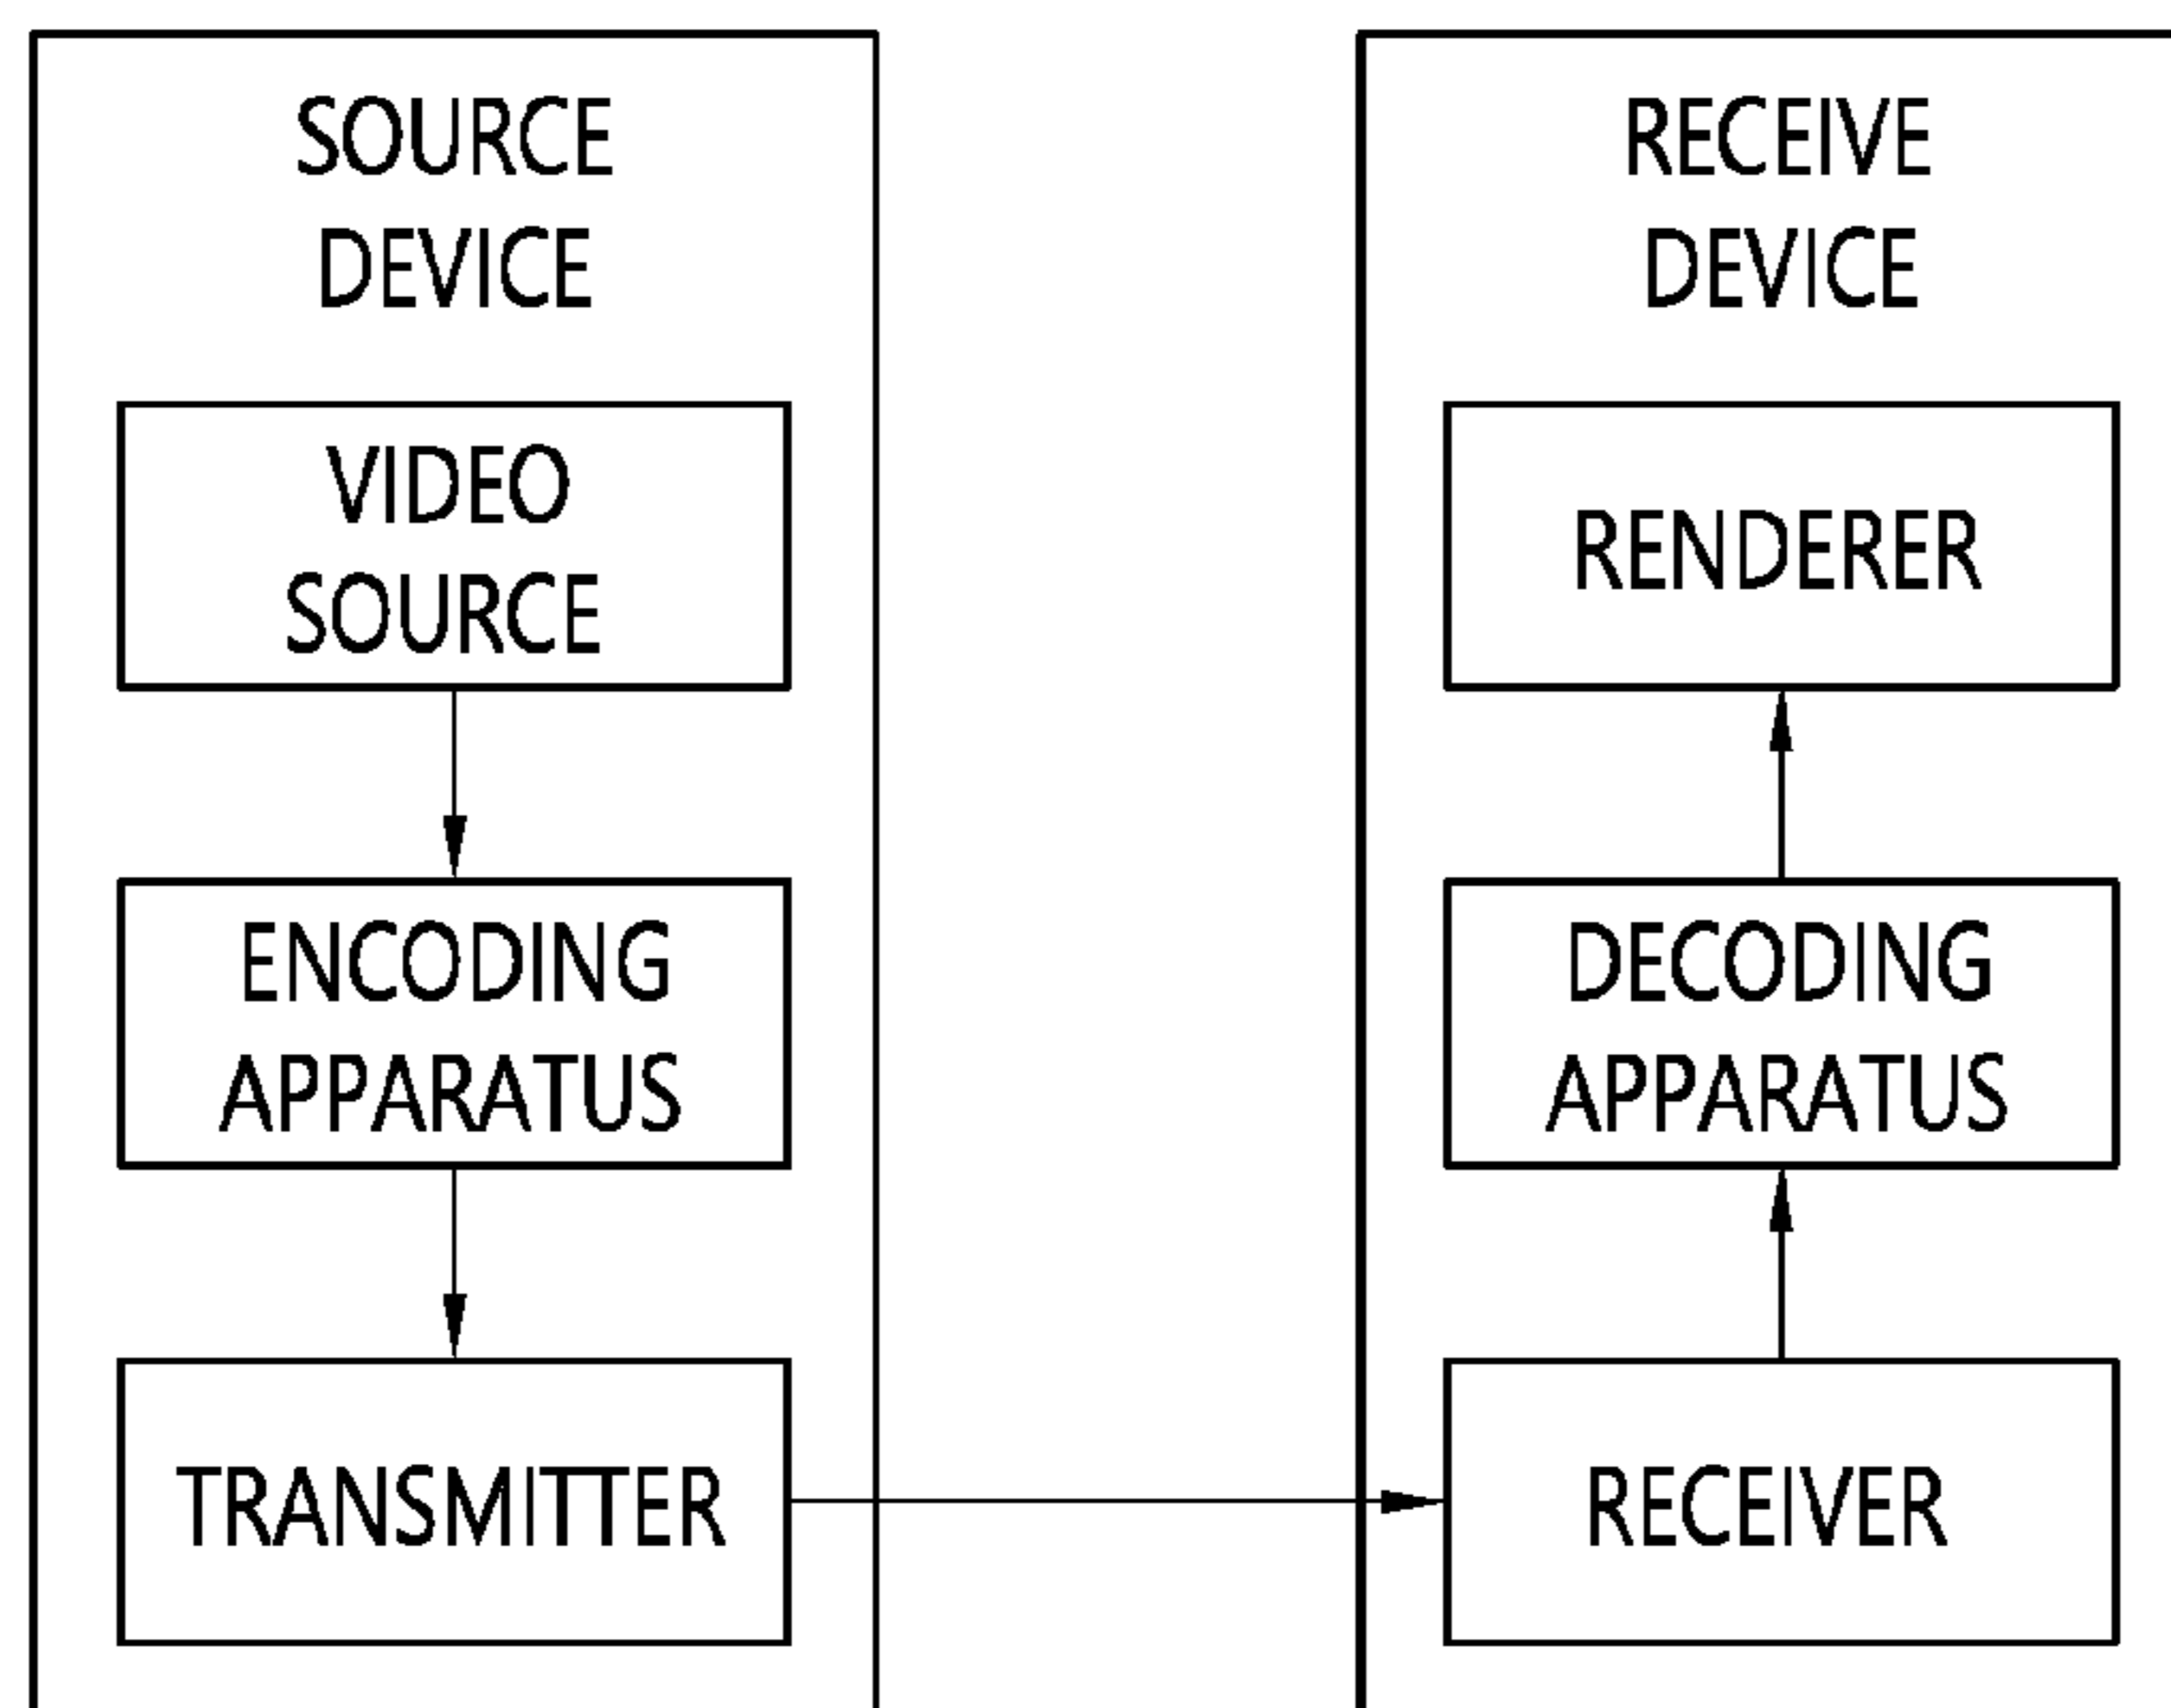 SOURCE
DEVICE
VIDEO
SOURCE
ENCODING
APPARATUS
TRANSMITTER
RECEIVE
DEVICE
RENDERER
DECODING
APPARATUS
RECEIVER